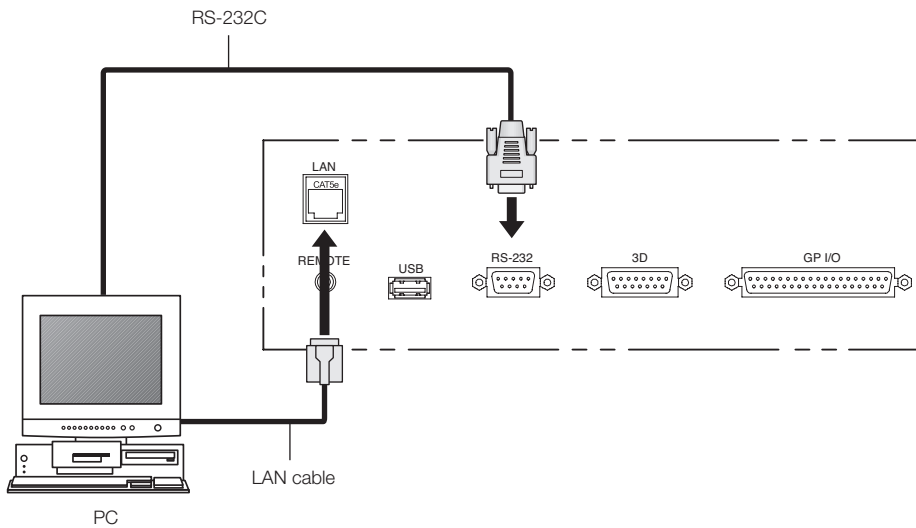 RS-232C
LAN
CAT5e
REMOTE
USB
RS-232
3D
GP I/O
LAN cable
PC